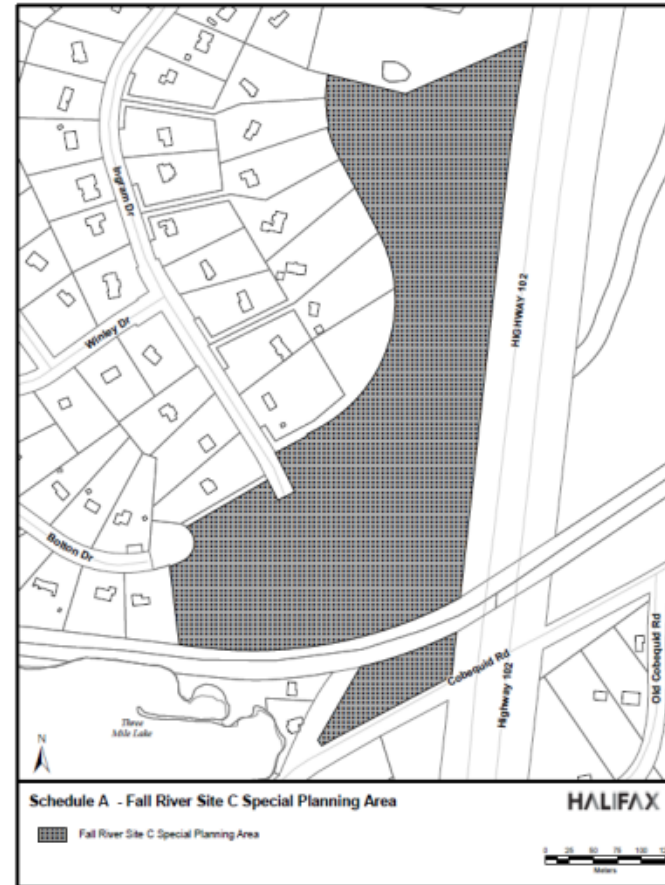 Ingram Dr
Winley Dr
Bolton Dr
HIGHWAY 102
Cobequid Rd
Highway 102
Old Cobequid Rd
Three
Mile Lake
N
Schedule A - Fall River Site C Special Planning Area
HALIFAX
Fall River Site C Special Planning Area
0 25 50 75 100
Meters